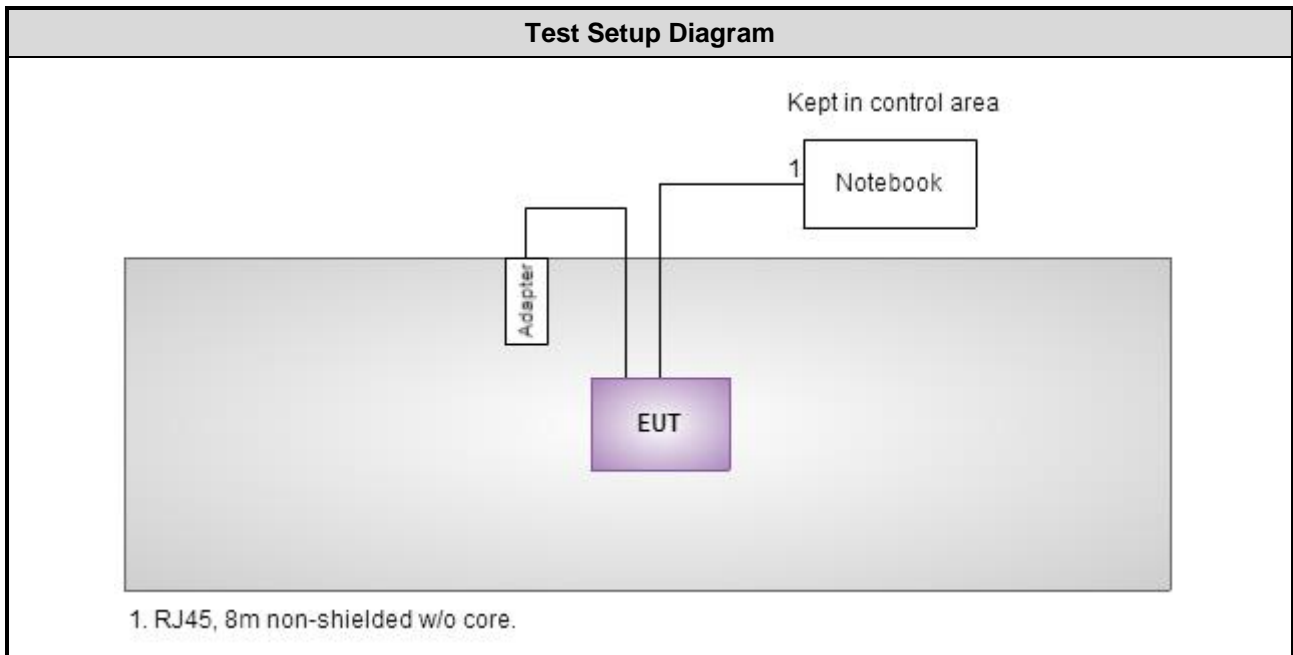 Test Setup Diagram
Kept in control area
1
Notebook
Adapter
EUT
1. RJ45, 8m non-shielded w/o core.